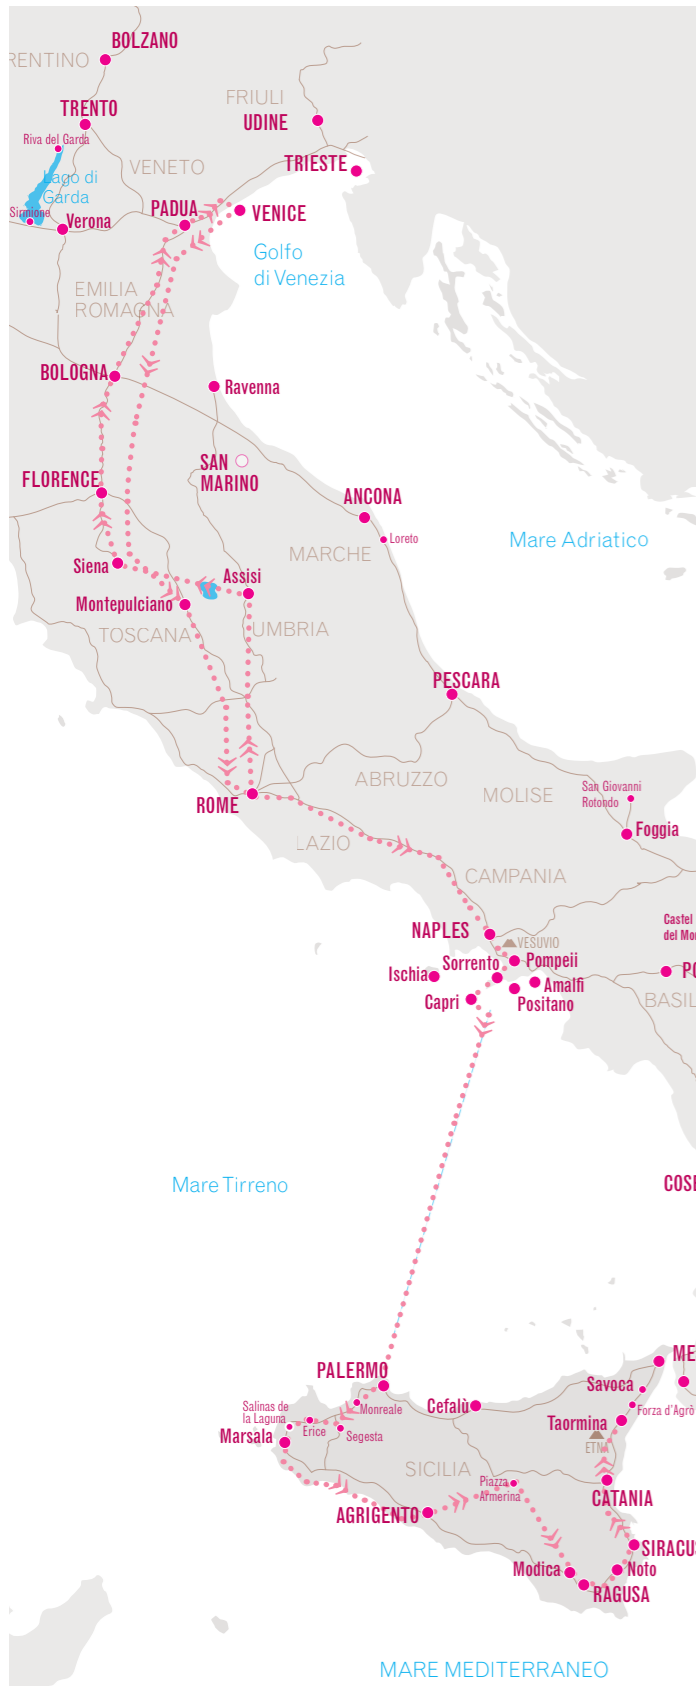 BOLZANO
RENTINO
FRIULI
TRENTO
UDINE
Riva del Garda
VENETO
TRIESTE
Lago di
Garda
Sirmione
Verona
PADUA
VENICE
Golfo
di Venezia
EMILIA
ROMAGNA
BOLOGNA
Ravenna
SAN
MARINO
FLORENCE
ANCONA
Loreto
Mare Adriatico
MARCHE
Siena
Assisi
Montepulciano
UMBRIA
TOSCANA
PESCARA
ABRUZZO
MOLISE
San Giovanni
Rotondo
ROME
Foggia
LAZIO
CAMPANIA
Castel
del Mon
NAPLES
VESUVIO
Sorrento
Pompeii
Ischia
PO
Amalfi
Capri
Positano
BASIL
Mare Tirreno
COSE
PALERMO
ME
Savoca
Monreale
Cefalù
Salinas de
la Laguna
Forza d'Agrò
Erice
Taormina
Marsala
Segesta
ETNA
SICILIA
Piazza
Armerina
CATANIA
AGRIGENTO
SIRACUS
Modica
Noto
RAGUSA
MARE MEDITERRANEO